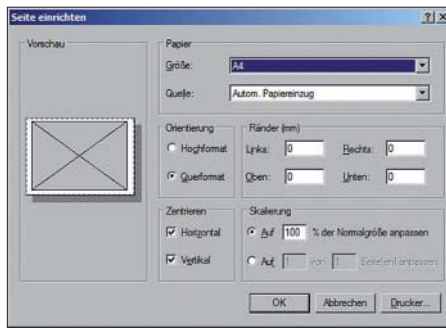 Seite einrichten
Vorschau
Papier
Größe: A4
Quelle: Autom. Papiereinzug
Orientierung
Hochformat
Querformat
Ränder (mm)
Links: 0 Rechts: 0
Oben: 0 Unten: 0
Zentrieren
Horizontal
Vertikal
Skalierung
Auf 100 % der Normalgröße anpassen
Auf 1 von 1 Seite(en) anpassen
OK Abbrechen Drucker...